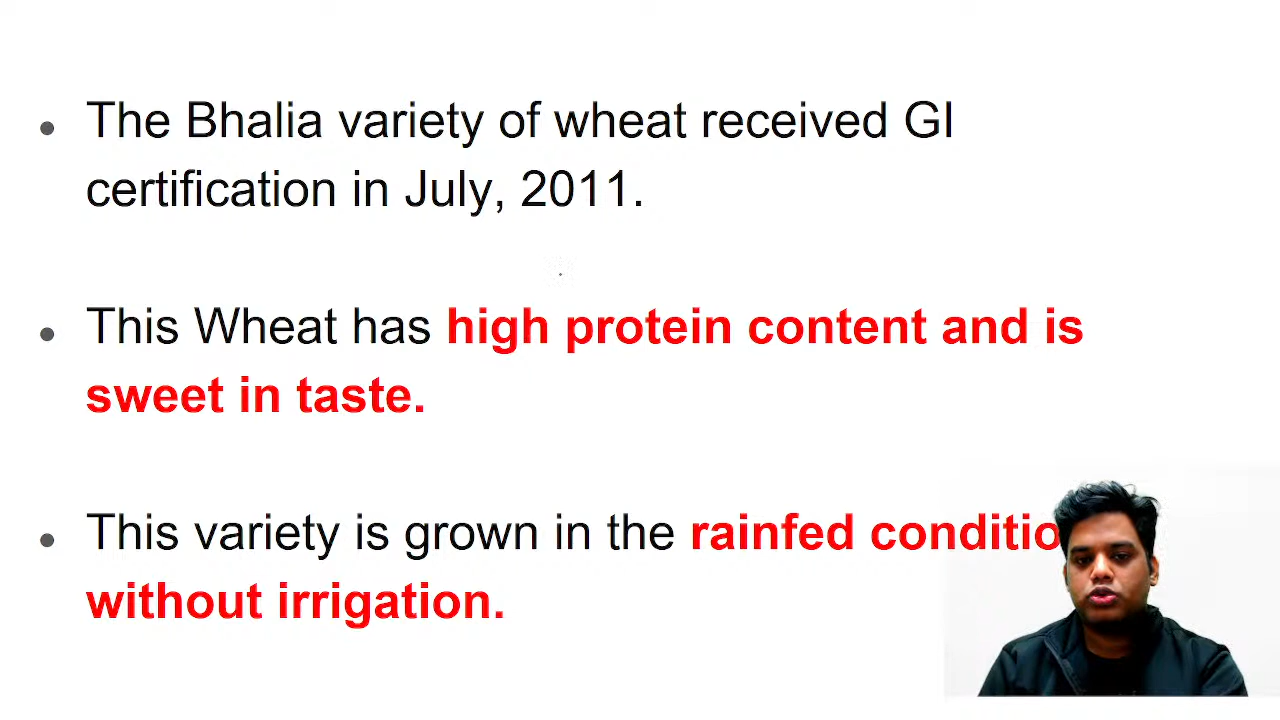 The Bhalia variety of wheat received GI
certification in July, 2011.
This Wheat has high protein content and is
sweet in taste.
This variety is grown in the rainfed
without irrigation.